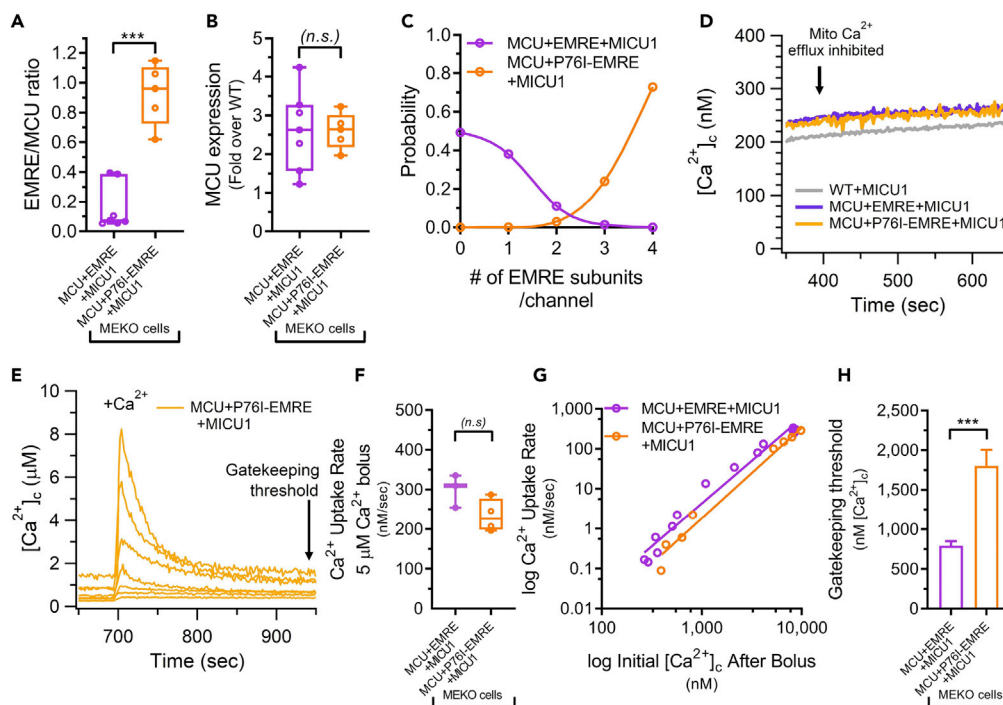 A
EMRE/MCU ratio
1.2
1.0
0.8
0.6
0.4
0.2
0.0
***
MCU+EMRE
+MICU1
MCU+P76I-EMRE
+MICU1
MEKO cells
B
MCU expression
(Fold over WT)
5
4
3
2
1
0
(n.s.)
MCU+EMRE
+MICU1
MCU+P76I-EMRE
+MICU1
MEKO cells
C
MCU+EMRE+MICU1
MCU+P76I-EMRE
+MICU1
Probability
1.0
0.8
0.6
0.4
0.2
0.0
0 1 2 3 4
# of EMRE subunits
/channel
D
Mito Ca2+
efflux inhibited
[Ca2+]c (nM)
400
320
240
160
80
0
WT+MICU1
MCU+EMRE+MICU1
MCU+P76I-EMRE+MICU1
400 500 600
Time (sec)
E
+Ca2+
MCU+P76I-EMRE
+MICU1
Gatekeeping
threshold
[Ca2+]c (μM)
10
8
6
4
2
0
700 800 900
Time (sec)
F
Ca2+ Uptake Rate
5 μM Ca2+ bolus
(nM/sec)
500
400
300
200
100
0
(n.s)
MCU+EMRE
+MICU1
MCU+P76I-EMRE
+MICU1
MEKO cells
G
MCU+EMRE+MICU1
MCU+P76I-EMRE
+MICU1
log Ca2+ Uptake Rate
(nM/sec)
1,000
100
10
1
0.1
0.01
100 1,000 10,000
log Initial [Ca2+]c After Bolus
(nM)
H
Gatekeeping threshold
(nM [Ca2+]c)
2,500
2,000
1,500
1,000
500
0
***
MCU+EMRE
+MICU1
MCU+P76I-EMRE
+MICU1
MEKO cells